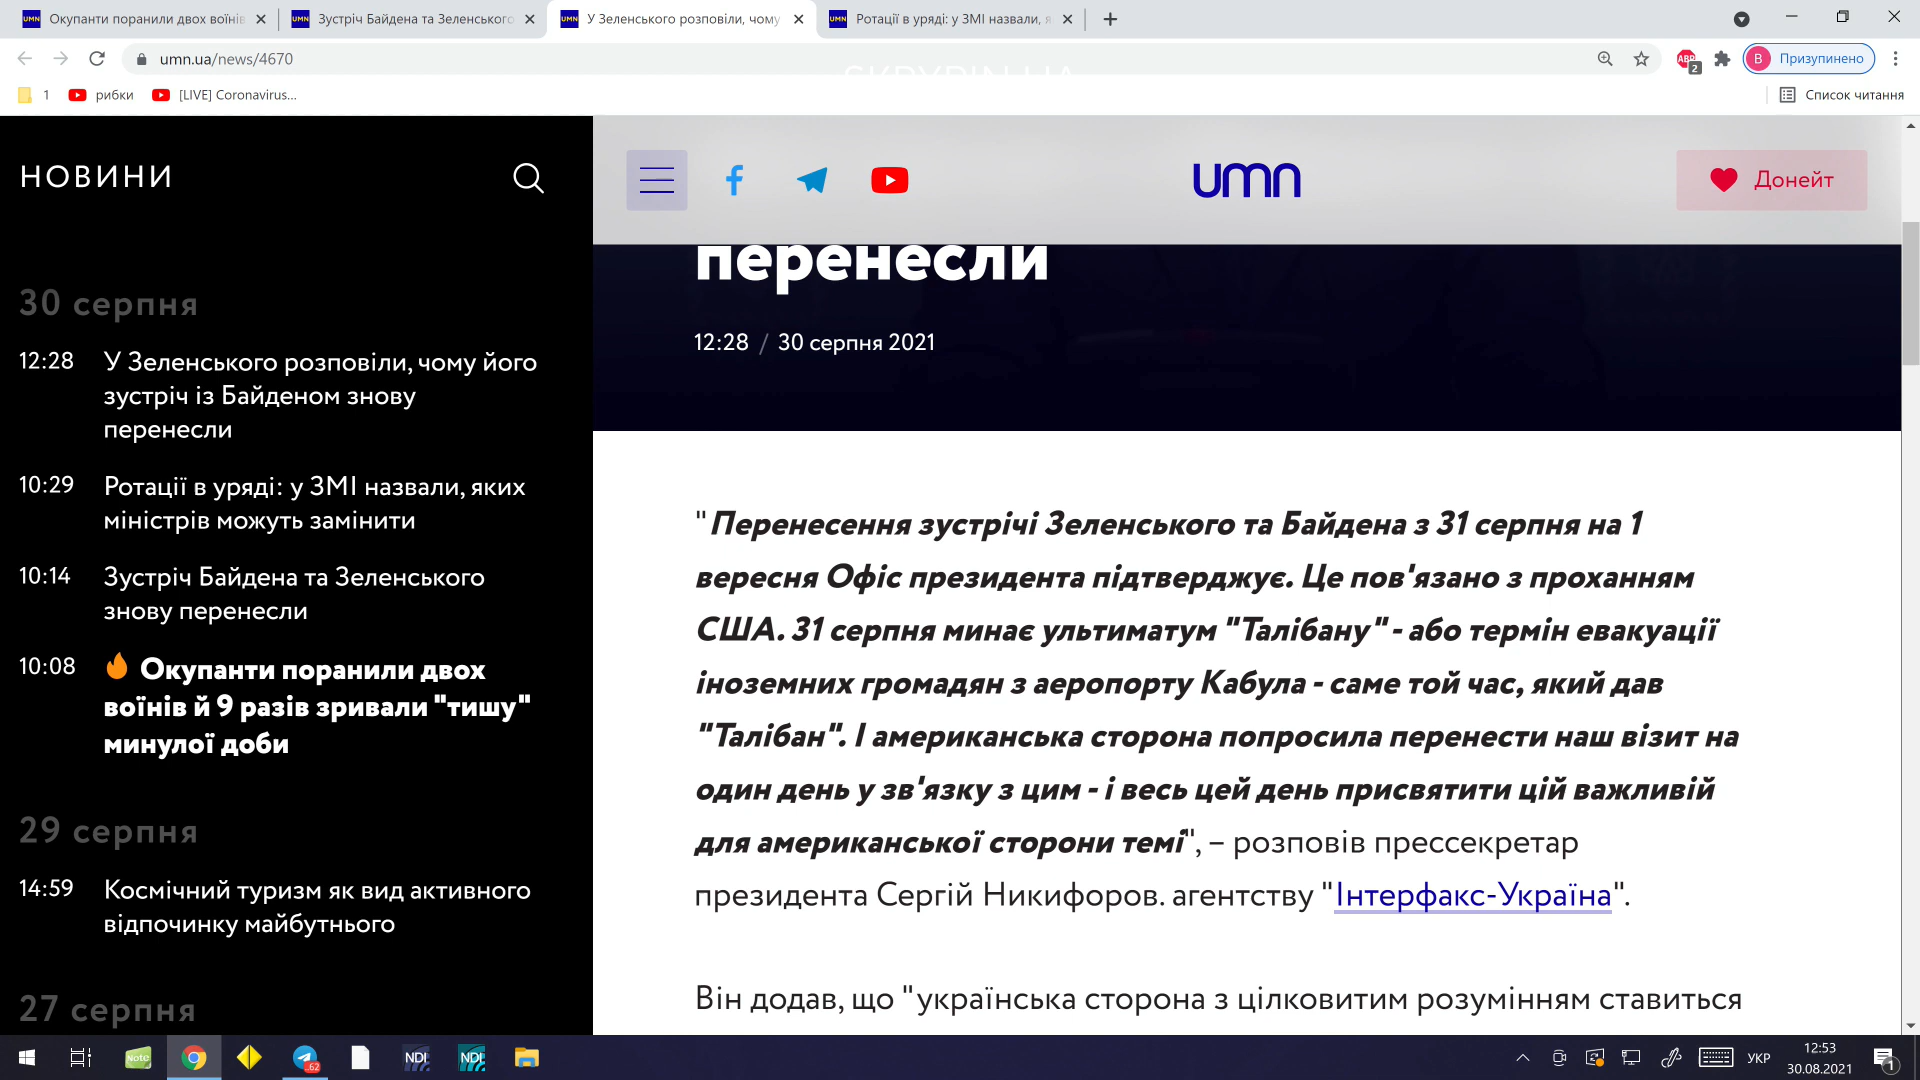 Окупанти поранили двох воїнів
Зустріч Байдена та Зеленського
У Зеленського розповіли, чому
Ротації в уряді: у ЗМІ назвали, я
umn.ua/news/4670
SKRYPIN.UA
ABP
2
B
Призупинено
1
рибки
[LIVE] Coronavirus...
Список читання
НОВИНИ
umn
Донейт
30 серпня
12:28
У Зеленського розповіли, чому його
зустріч із Байденом знову
перенесли
10:29
Ротації в уряді: у ЗМІ назвали, яких
міністрів можуть замінити
10:14
Зустріч Байдена та Зеленського
знову перенесли
10:08
Окупанти поранили двох
воїнів й 9 разів зривали "тишу"
минулої доби
29 серпня
14:59
Космічний туризм як вид активного
відпочинку майбутнього
27 серпня
перенесли
12:28 / 30 серпня 2021
"Перенесення зустрічі Зеленського та Байдена з 31 серпня на 1
вересня Офіс президента підтверджує. Це пов'язано з проханням
США. 31 серпня минає ультиматум "Талібану" - або термін евакуації
іноземних громадян з аеропорту Кабула - саме той час, який дав
"Талібан". І американська сторона попросила перенести наш візит на
один день у зв'язку з цим - і весь цей день присвятити цій важливій
для американської сторони темі", – розповів прессекретар
президента Сергій Никифоров. агентству "Інтерфакс-Україна".
Він додав, що "українська сторона з цілковитим розумінням ставиться
Note
62
NDI
NDI
УКР
12:53
30.08.2021
1